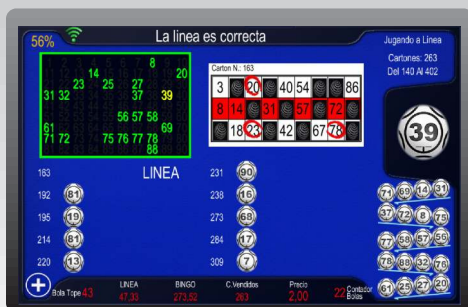 56%
La linea es correcta
Jugando a Linea
Cartones: 263
Del 140 Al 402
8
14 20
23 25 27
31 32 37 39
56 57 58
61 69
71 72 75 76 77 78
88
Carton N.: 163
3 20 40 54 86
8 14 31 57 72
18 23 42 67 78
39
163 LINEA 231 90
192 81 238 16
195 19 273 68
214 61 284 17
220 13 309 7
71 69 14 31
37 72 8 75
77 58 57 56
78 88 32 76
61 25 27 20
Bola Tope 43
LINEA
47,33
BINGO
273,52
C.Vendidos
263
Precio
2,00
22 Contador
Bolas